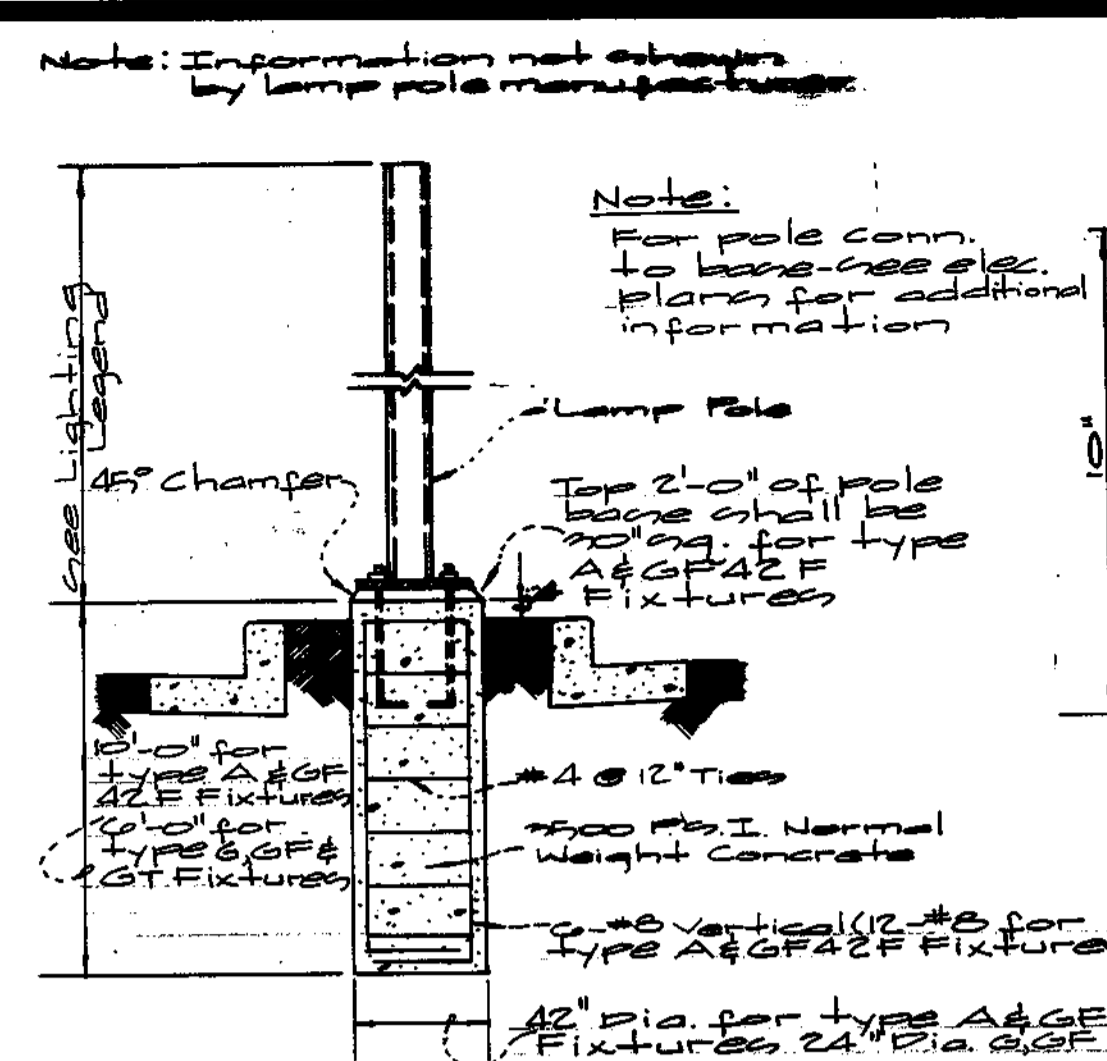 Note: Information not
by lamp pole
Note:
For pole conn.
to base-see elec.
plans for additional
information
See Lighting
Legend
Lamp Pole
10"
45° Chamfer
Top 2'-0" of pole
base shall be
30" sq. for type
A & GF42F
Fixtures
10'-0" for
type A & GF
42F Fixtures
6'-0" for
type G, GF &
GT Fixtures
#4 @ 12" Ties
3500 P.S.I. Normal
Weight Concrete
6-#8 Vertical (12-#8 for
type A & GF42F Fixture
42" Dia. for type A & GF
Fixtures 24" Dia. G, GF